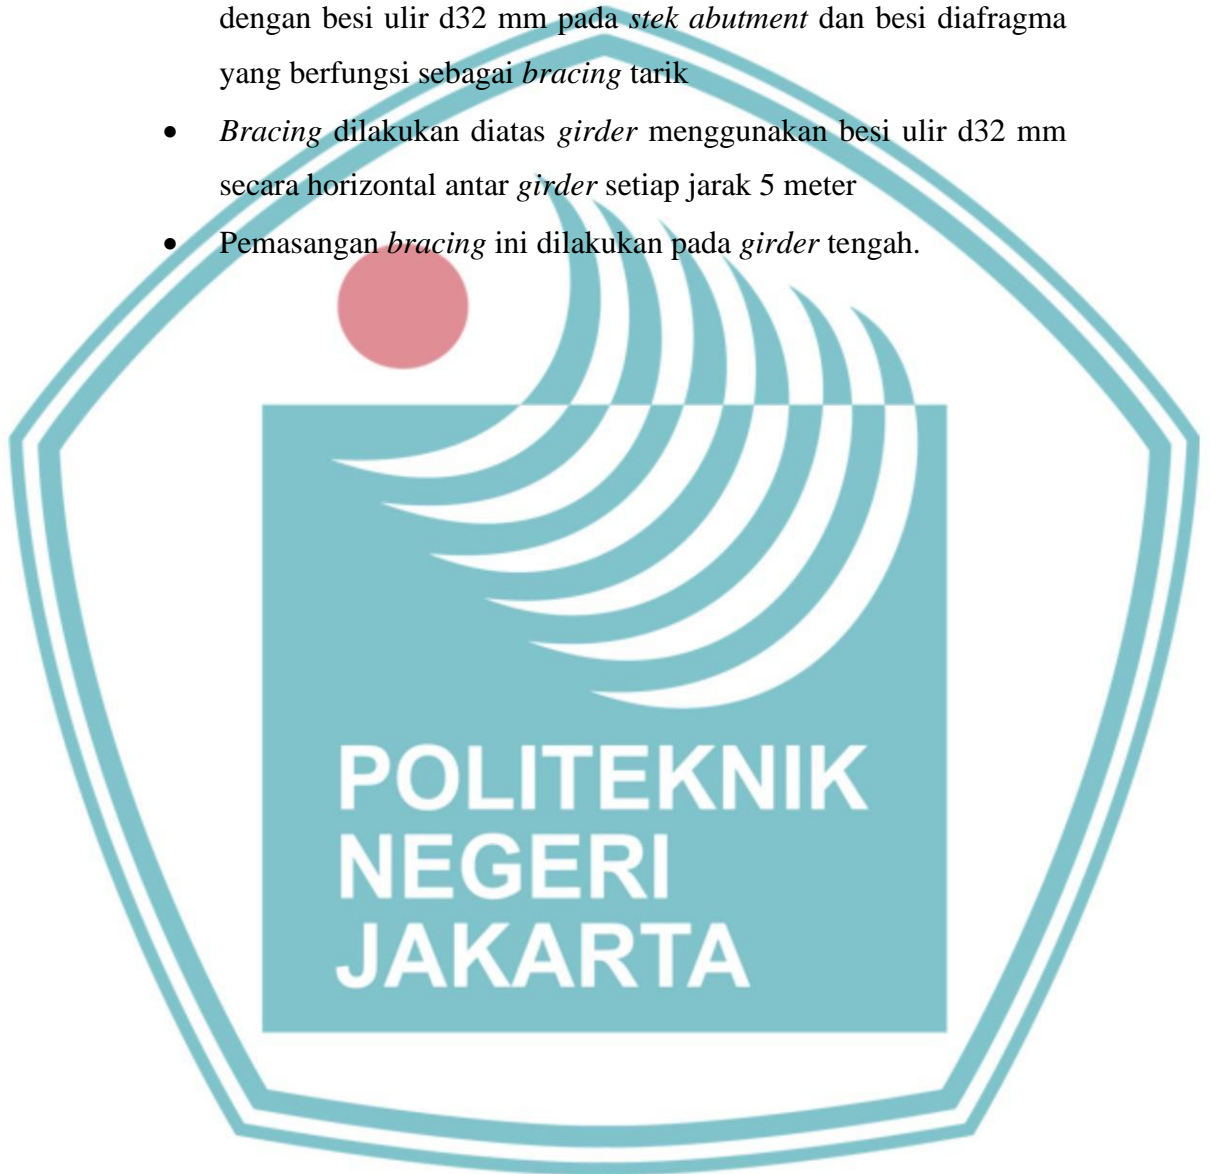 dengan besi ulir d32 mm pada stek abutment dan besi diafragma
yang berfungsi sebagai bracing tarik
• Bracing dilakukan diatas girder menggunakan besi ulir d32 mm
secara horizontal antar girder setiap jarak 5 meter
• Pemasangan bracing ini dilakukan pada girder tengah.
POLITEKNIK
NEGERI
JAKARTA